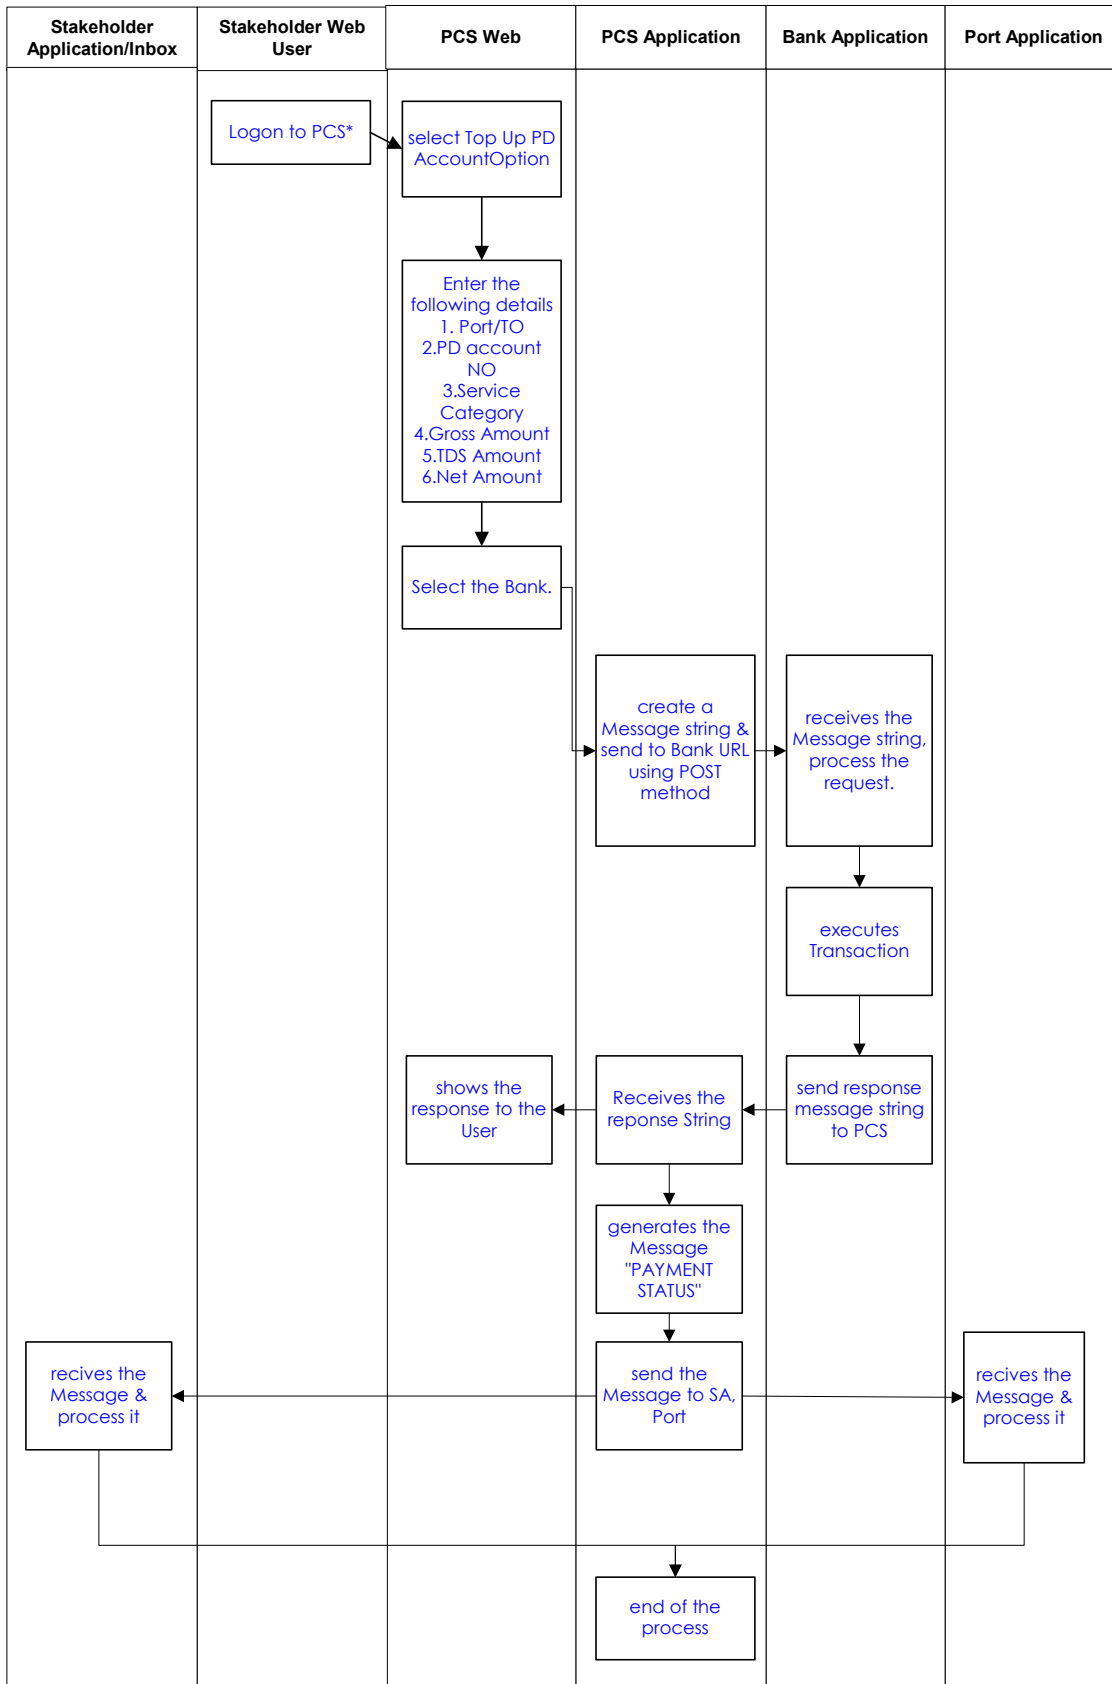 Stakeholder
Application/Inbox
Stakeholder Web
User
PCS Web
PCS Application
Bank Application
Port Application
Logon to PCS*
select Top Up PD
AccountOption
Enter the
following details
1. Port/TO
2.PD account
NO
3.Service
Category
4.Gross Amount
5.TDS Amount
6.Net Amount
Select the Bank.
create a
Message string &
send to Bank URL
using POST
method
receives the
Message string,
process the
request.
executes
Transaction
shows the
response to the
User
Receives the
reponse String
send response
message string
to PCS
generates the
Message
"PAYMENT
STATUS"
recives the
Message &
process it
send the
Message to SA,
Port
recives the
Message &
process it
end of the
process